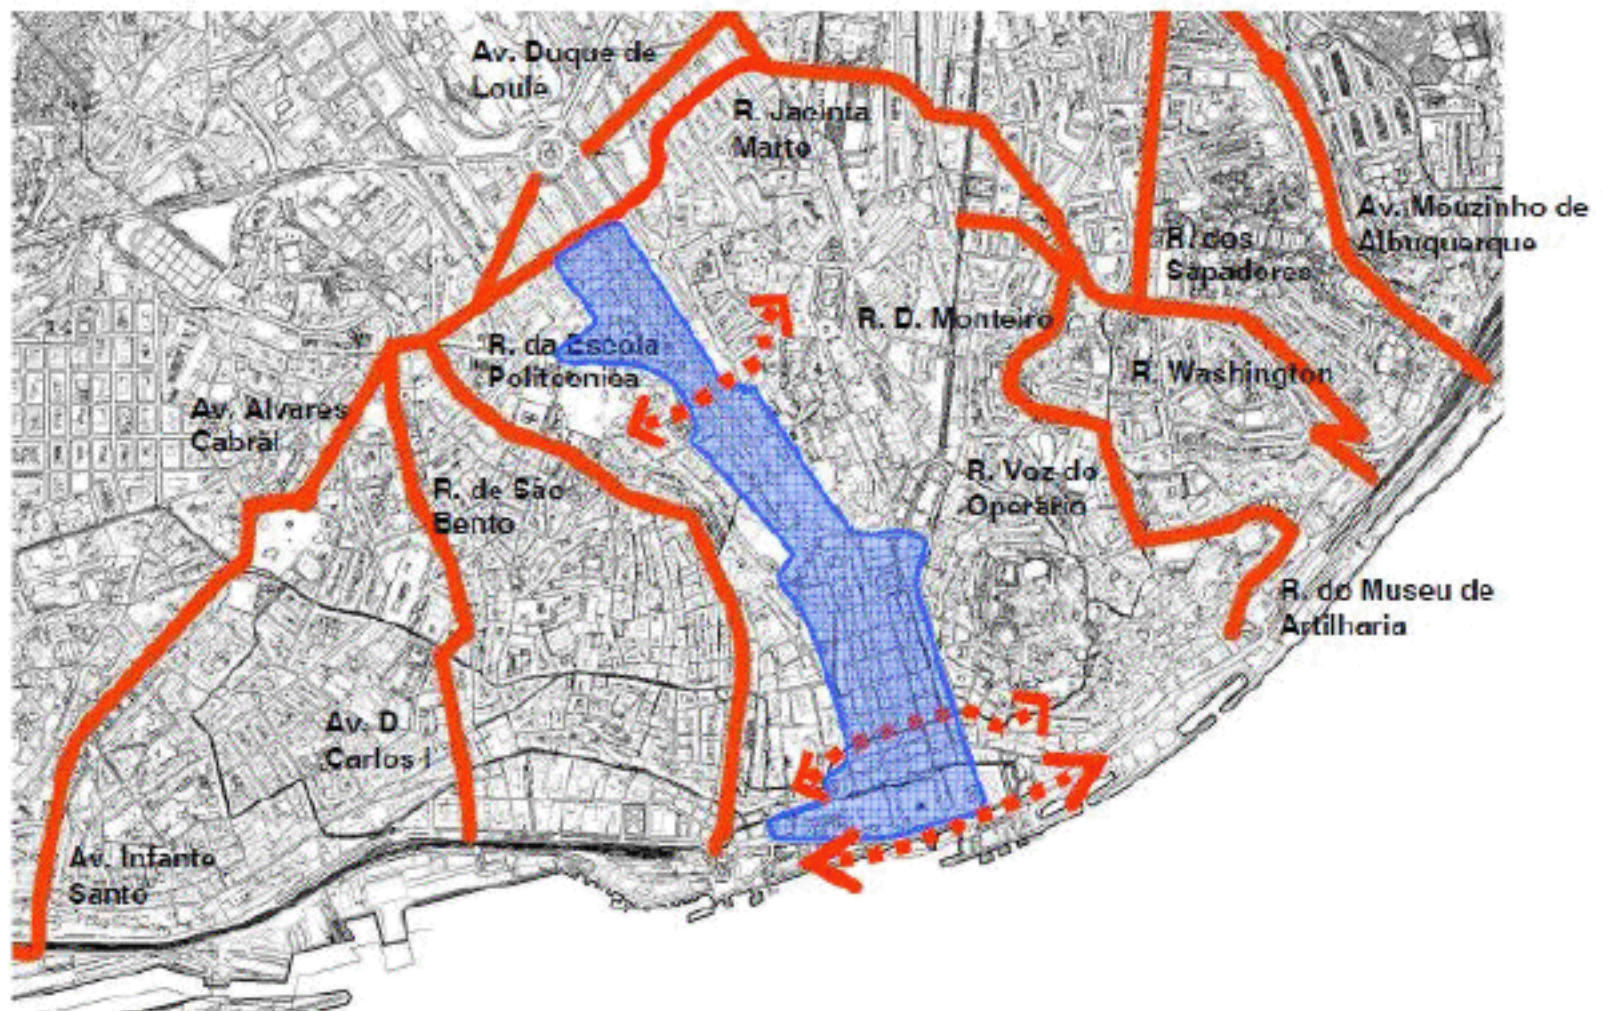 Av. Duque de
Loulé
R. Jacinta
Marto
Av. Mouzinho de
Albuquerque
R. dos
Sapadores
R. D. Monteiro
R. da Escola
Politécnica
R. Washington
Av. Alvares
Cabral
R. Voz do
Operário
R. de São
Bento
R. do Museu de
Artilharia
Av. D
Carlos I
Av. Infante
Santo